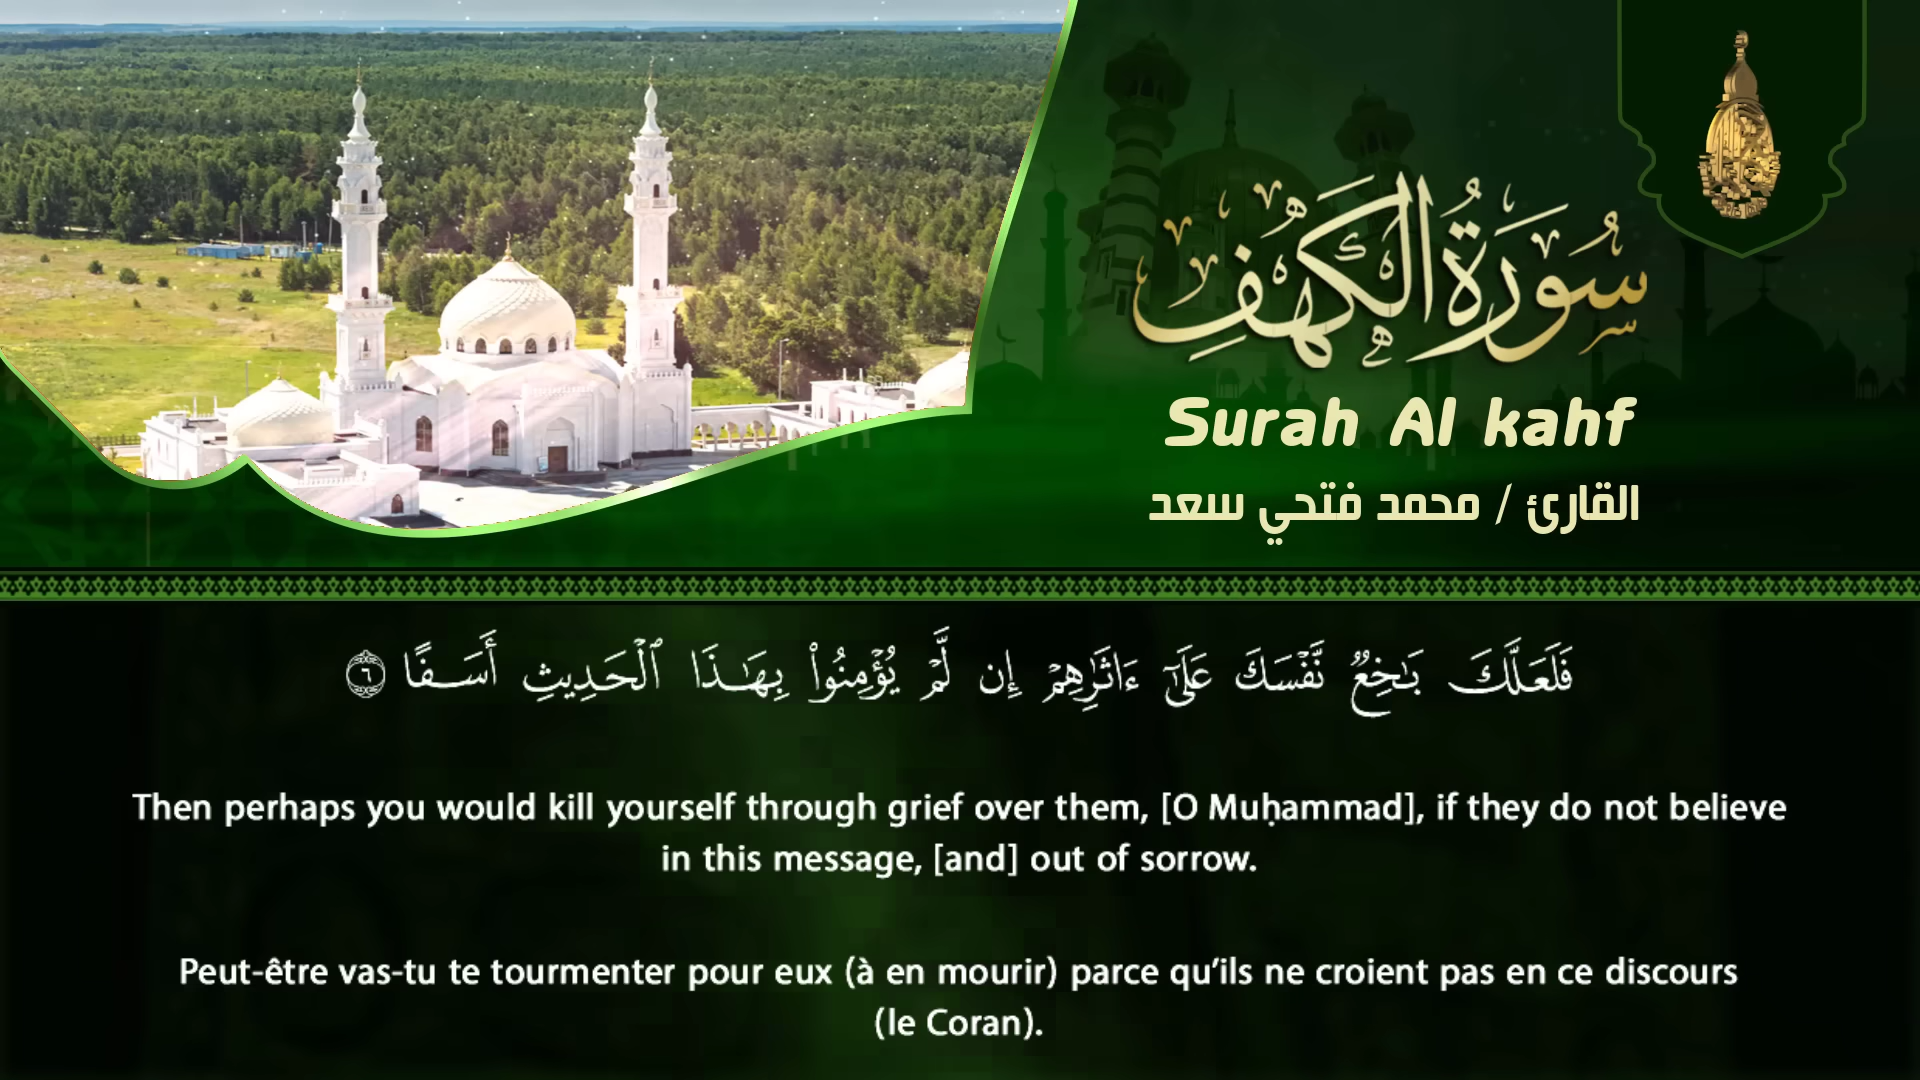 سُورَةُ الكَهْفِ
Surah Al kahf
القارئ / محمد فتحي سعد
فَلَعَلَّكَ بَـٰخِعٌۭ نَّفْسَكَ عَلَىٰٓ ءَاثَـٰرِهِمْ إِن لَّمْ يُؤْمِنُوا۟ بِهَـٰذَا ٱلْحَدِيثِ أَسَفًا ٦
Then perhaps you would kill yourself through grief over them, [O Muḥammad], if they do not believe
in this message, [and] out of sorrow.
Peut-être vas-tu te tourmenter pour eux (à en mourir) parce qu’ils ne croient pas en ce discours
(le Coran).